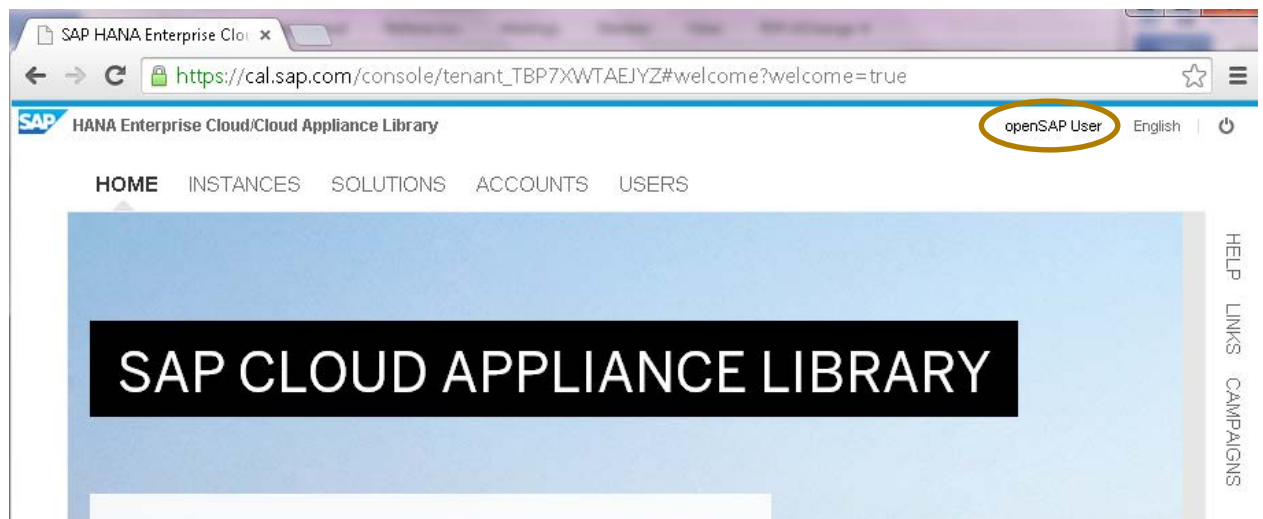 SAP HANA Enterprise Clo
https://cal.sap.com/console/tenant_TBP7XWTAEJYZ#welcome?welcome=true
SAP HANA Enterprise Cloud/Cloud Appliance Library openSAP User English
HOME INSTANCES SOLUTIONS ACCOUNTS USERS
SAP CLOUD APPLIANCE LIBRARY
HELP
LINKS
CAMPAIGNS